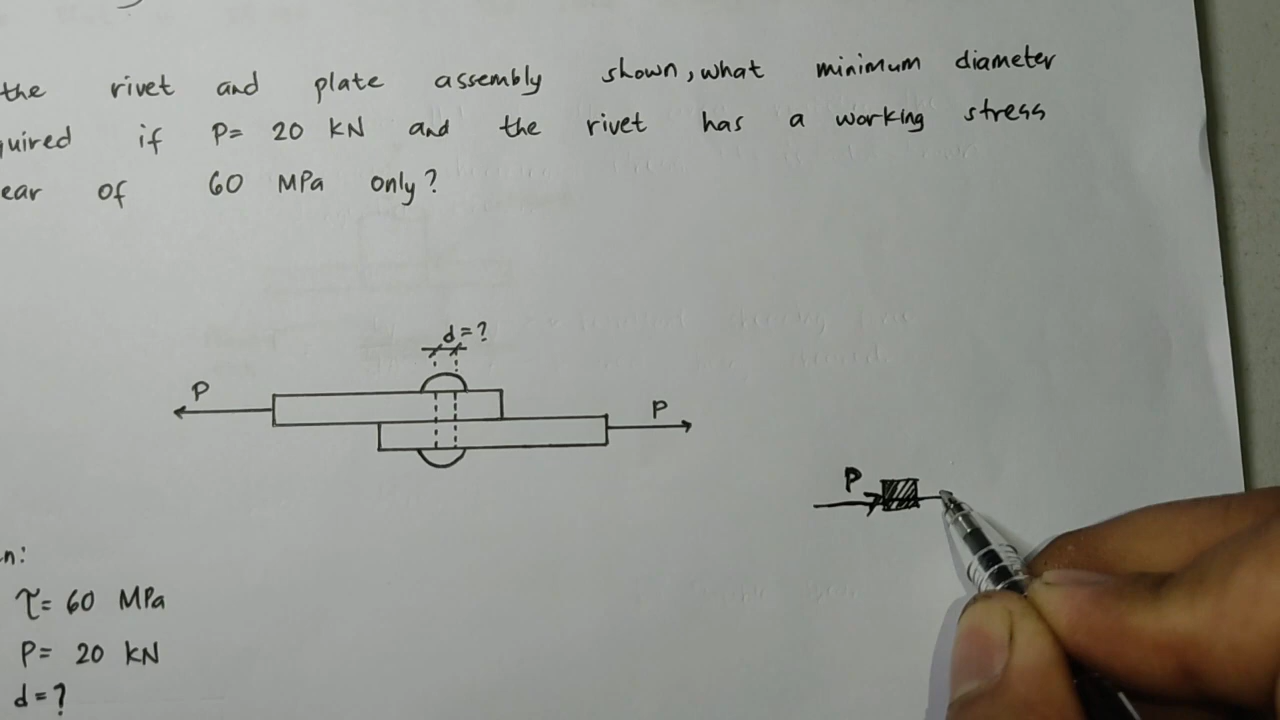 the rivet and plate assembly shown, what minimum diameter
quired if P= 20 KN and the rivet has a working stress
ear of 60 MPa only?
d=?
P
P
P
n:
τ= 60 MPa
P= 20 KN
d=?